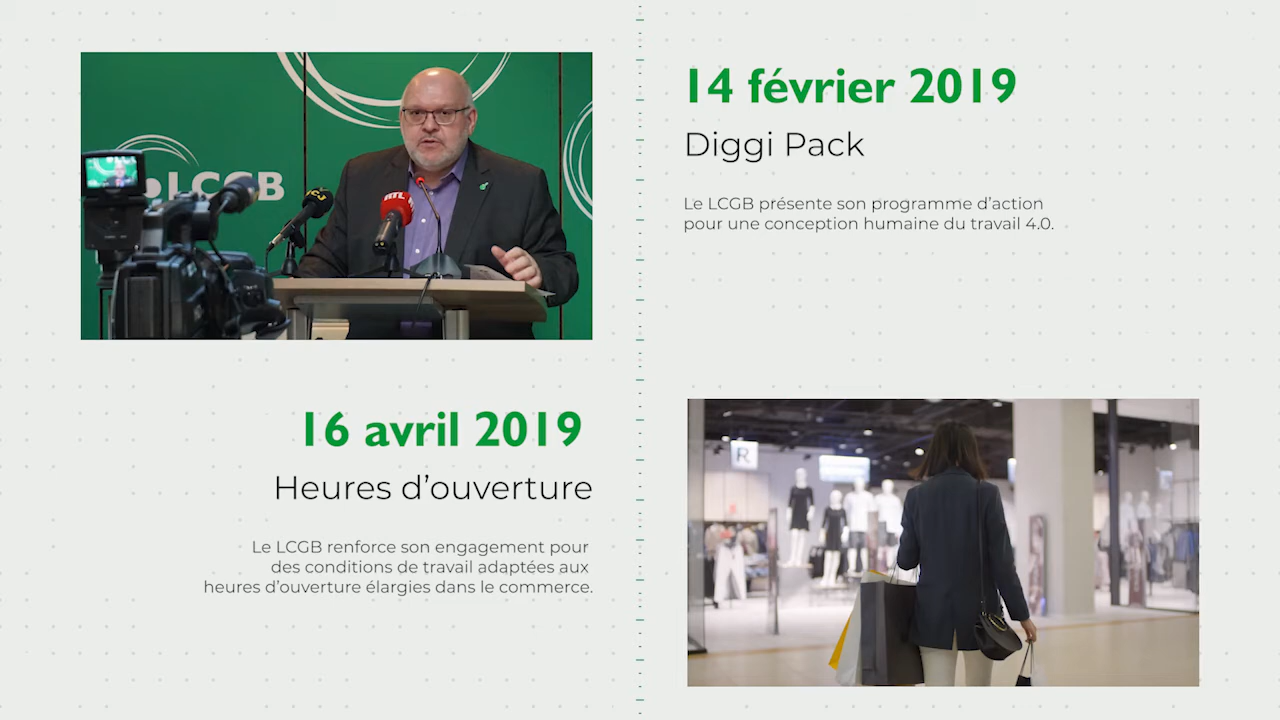 LCGB
RTL
14 février 2019
Diggi Pack
Le LCGB présente son programme d’action
pour une conception humaine du travail 4.0.
16 avril 2019
Heures d’ouverture
Le LCGB renforce son engagement pour
des conditions de travail adaptées aux
heures d’ouverture élargies dans le commerce.
R